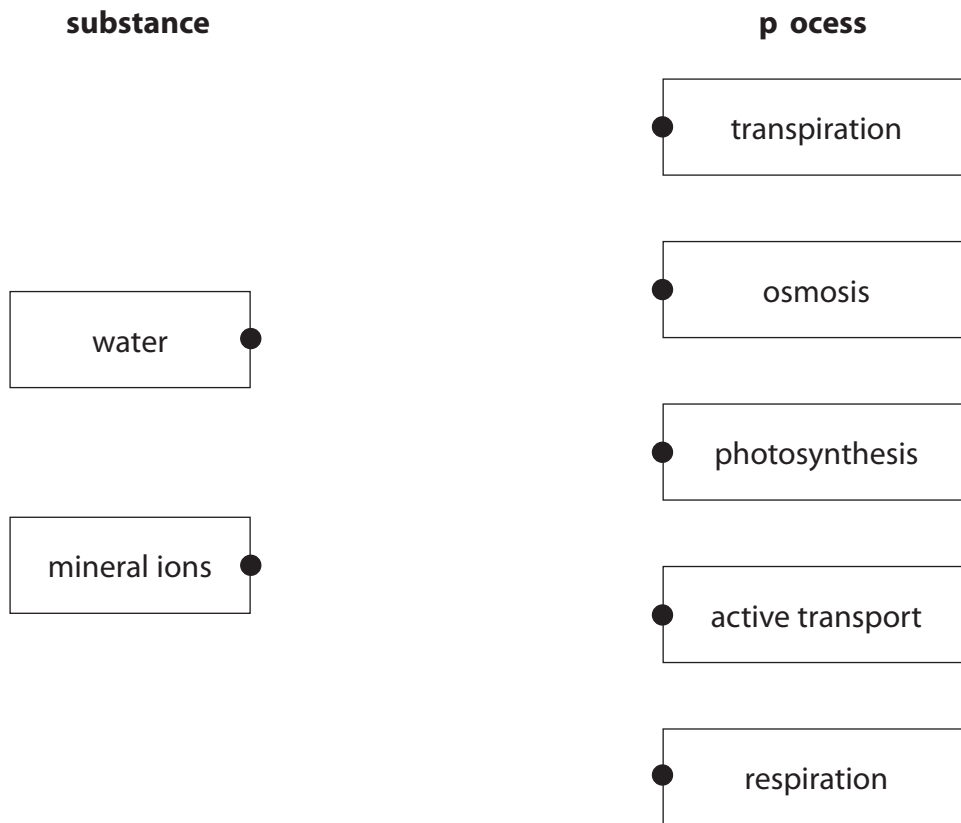 substance
p ocess
transpiration
osmosis
water
photosynthesis
mineral ions
active transport
respiration